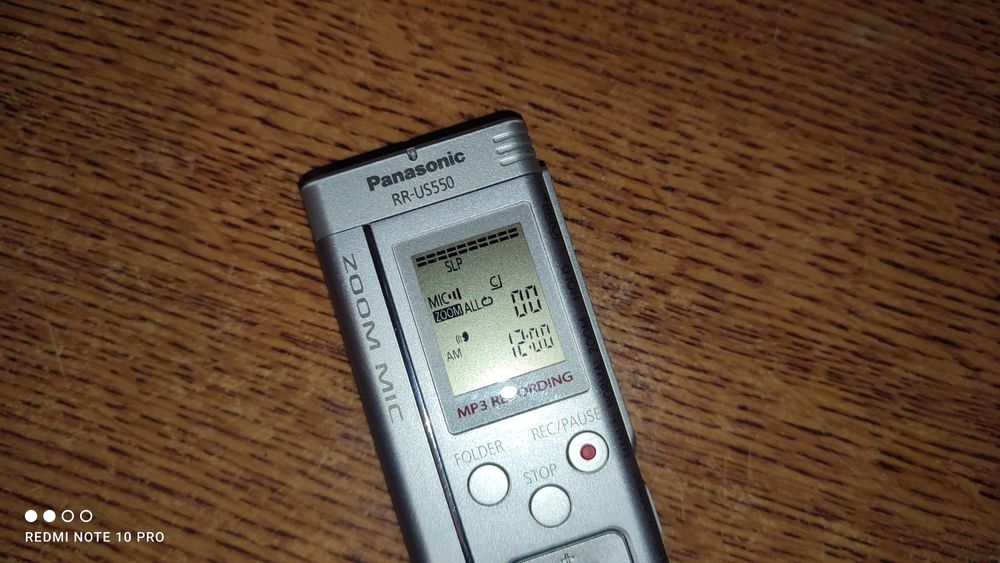 Panasonic
RR-US550
ZOOM MIC
SLP
MIC
ZOOM ALL 00
AM 12:00
MP3 RECORDING
FOLDER
REC/PAUSE
STOP
REDMI NOTE 10 PRO